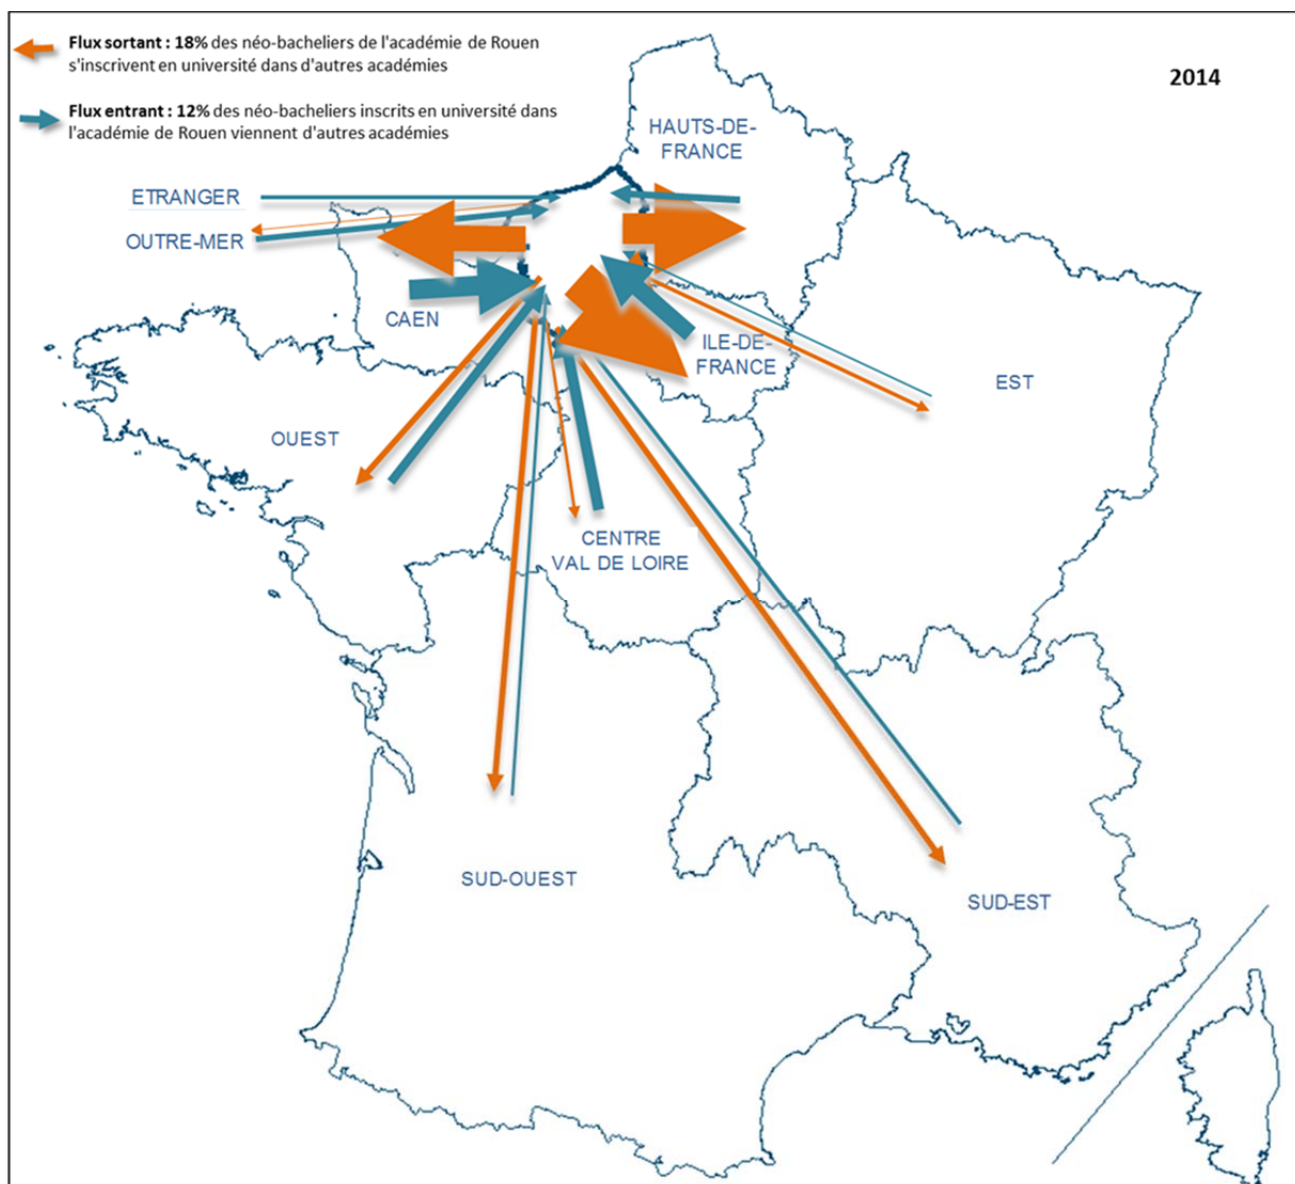 Flux sortant : 18% des néo-bacheliers de l'académie de Rouen
s'inscrivent en université dans d'autres académies
2014
Flux entrant : 12% des néo-bacheliers inscrits en université dans
l'académie de Rouen viennent d'autres académies
HAUTS-DE-
FRANCE
ETRANGER
OUTRE-MER
CAEN
ILE-DE-
FRANCE
EST
OUEST
CENTRE
VAL DE LOIRE
SUD-OUEST
SUD-EST